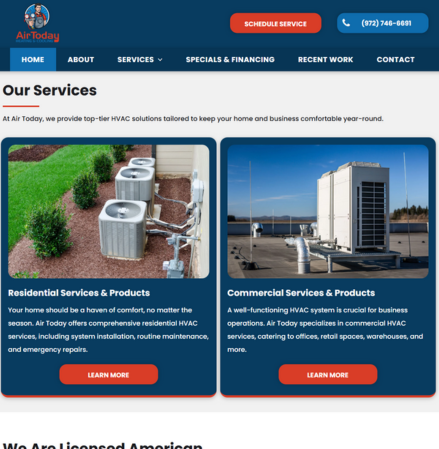 AirToday
SCHEDULE SERVICE
(972) 746-6691
HOME ABOUT SERVICES SPECIALS & FINANCING RECENT WORK CONTACT
Our Services
At Air Today, we provide top-tier HVAC solutions tailored to keep your home and business comfortable year-round.
Residential Services & Products
Your home should be a haven of comfort, no matter the
season. Air Today offers comprehensive residential HVAC
services, including system installation, routine maintenance,
and emergency repairs.
LEARN MORE
Commercial Services & Products
A well-functioning HVAC system is crucial for business
operations. Air Today specializes in commercial HVAC
services, catering to offices, retail spaces, warehouses, and
more.
LEARN MORE
We Are Licensed American